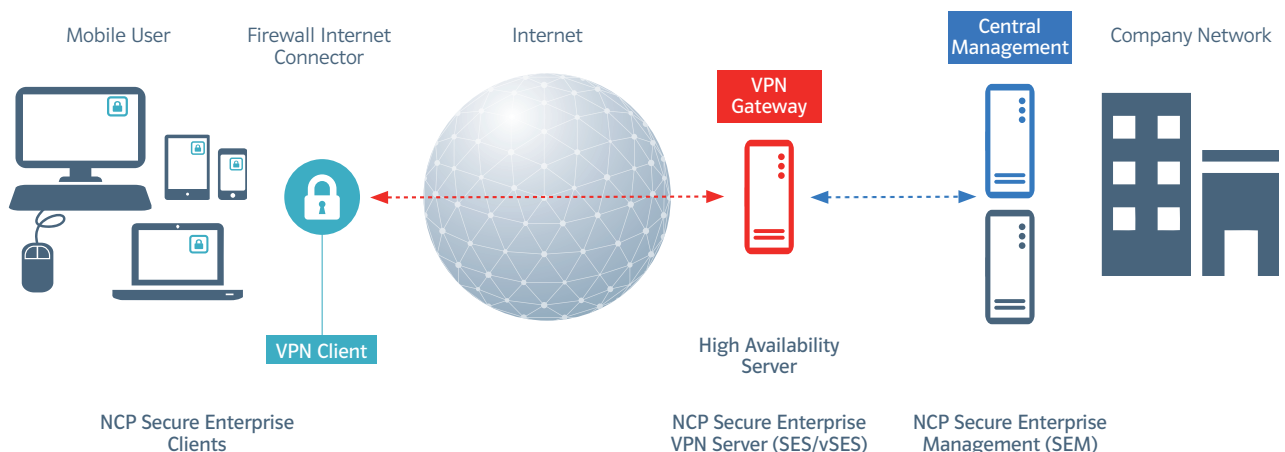 Mobile User
Firewall Internet
Connector
Internet
VPN
Gateway
Central
Management
Company Network
VPN Client
High Availability
Server
NCP Secure Enterprise
Clients
NCP Secure Enterprise
VPN Server (SES/vSES)
NCP Secure Enterprise
Management (SEM)